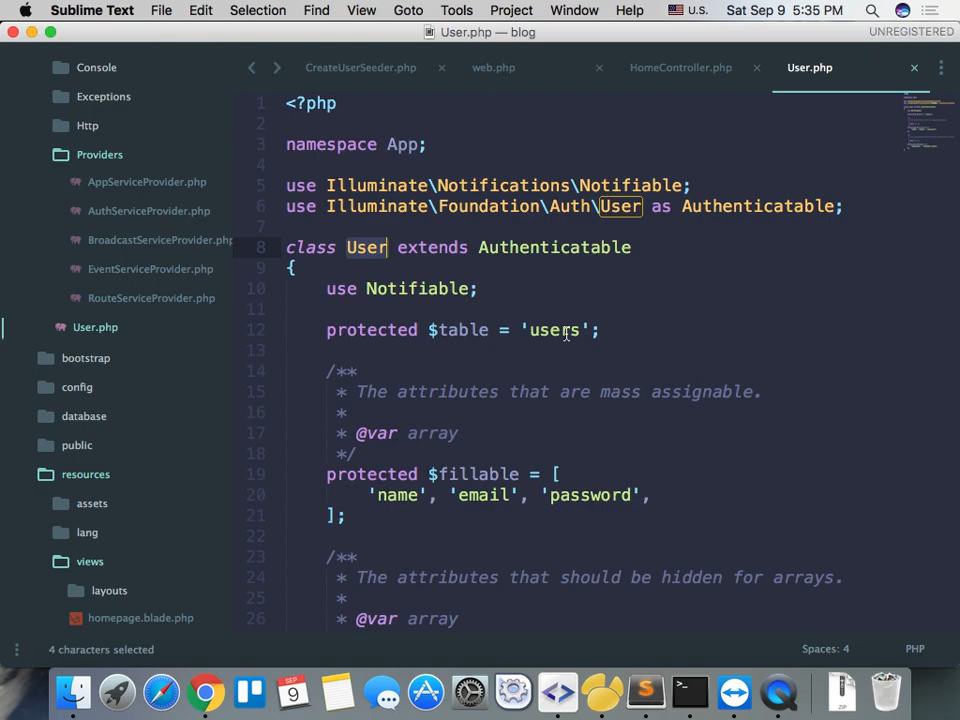 Sublime Text File Edit Selection Find View Goto Tools Project Window Help U.S. Sat Sep 9 5:35 PM
User.php — blog
UNREGISTERED
Console
Exceptions
Http
Providers
AppServiceProvider.php
AuthServiceProvider.php
BroadcastServiceProvider.php
EventServiceProvider.php
RouteServiceProvider.php
User.php
bootstrap
config
database
public
resources
assets
lang
views
layouts
homepage.blade.php
CreateUserSeeder.php × web.php × HomeController.php × User.php ×
1 <?php
2
3 namespace App;
4
5 use Illuminate\Notifications\Notifiable;
6 use Illuminate\Foundation\Auth\User as Authenticatable;
7
8 class User extends Authenticatable
9 {
10 use Notifiable;
11
12 protected $table = 'users';
13
14 /**
15 * The attributes that are mass assignable.
16 *
17 * @var array
18 */
19 protected $fillable = [
20 'name', 'email', 'password',
21 ];
22
23 /**
24 * The attributes that should be hidden for arrays.
25 *
26 * @var array
4 characters selected
Spaces: 4
PHP
SEP
9
ZIP